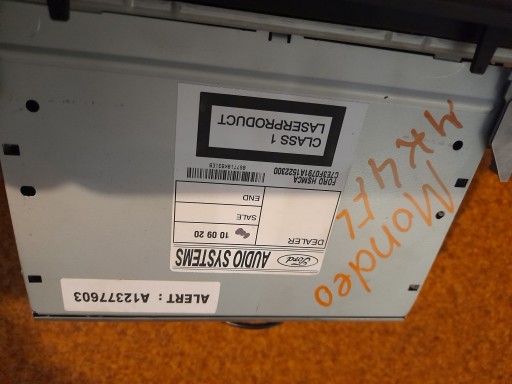 Mondeo
MK4 FL
Ford
AUDIO SYSTEMS
DEALER
10 09 20
SALE
END
FORD HSMCA
C7E3F0791A1522300
CLASS 1
LASERPRODUCT
ALERT : A12377603